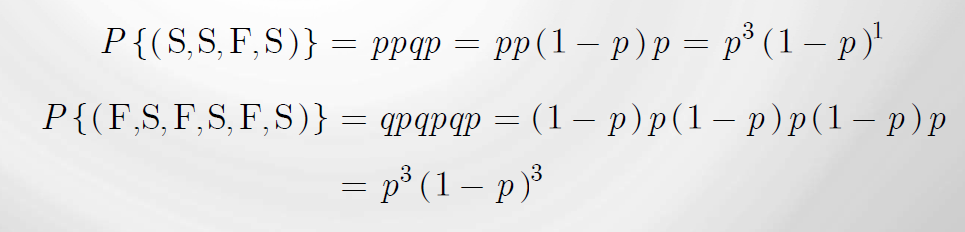 P{(S,S,F,S)} = ppqp = pp(1 − p)p = p³(1 − p)¹
P{(F,S,F,S,F,S)} = qpqpqp = (1 − p)p(1 − p)p(1 − p)p
= p³(1 − p)³